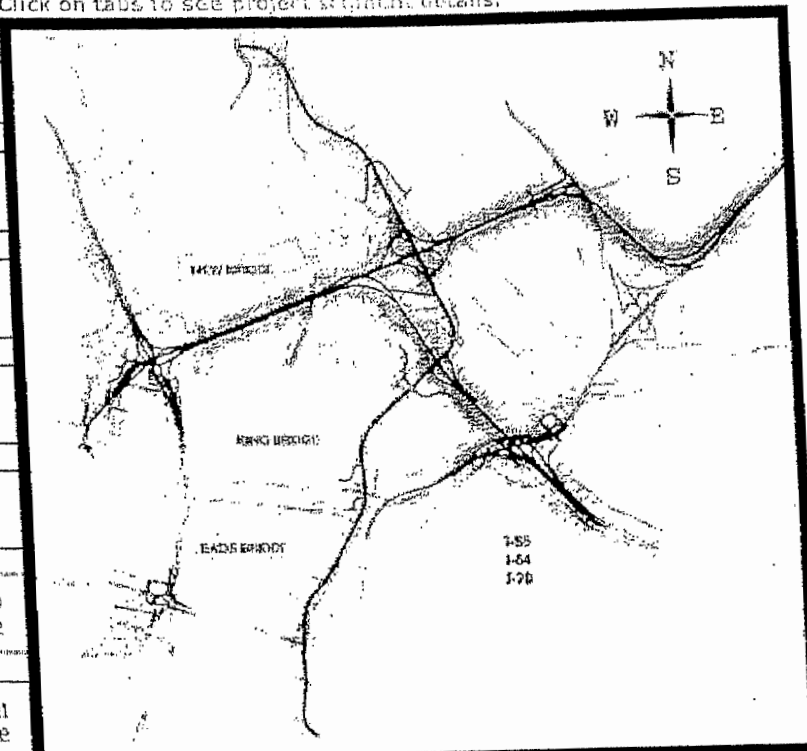 Click on tabs to see project segment details.
N
W E
S
NEW BRIDGE
KING BRIDGE
EADS BRIDGE
I-55
I-64
I-70